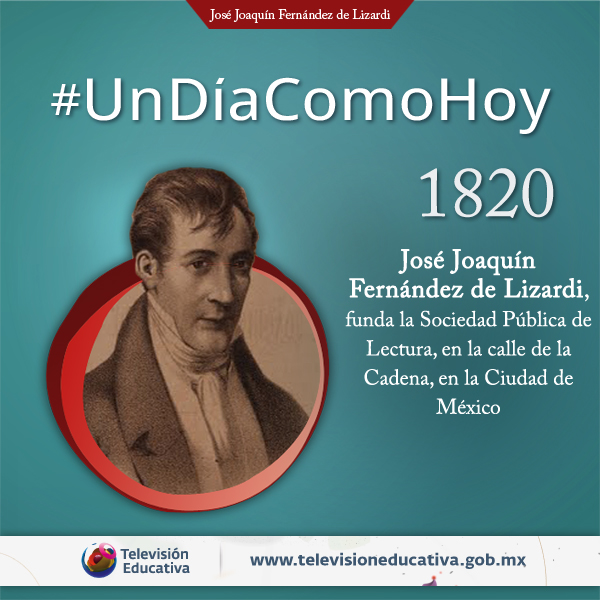 José Joaquín Fernández de Lizardi
#UnDíaComoHoy
1820
José Joaquín
Fernández de Lizardi,
funda la Sociedad Pública de
Lectura, en la calle de la
Cadena, en la Ciudad de
México
Televisión
Educativa
www.televisioneducativa.gob.mx